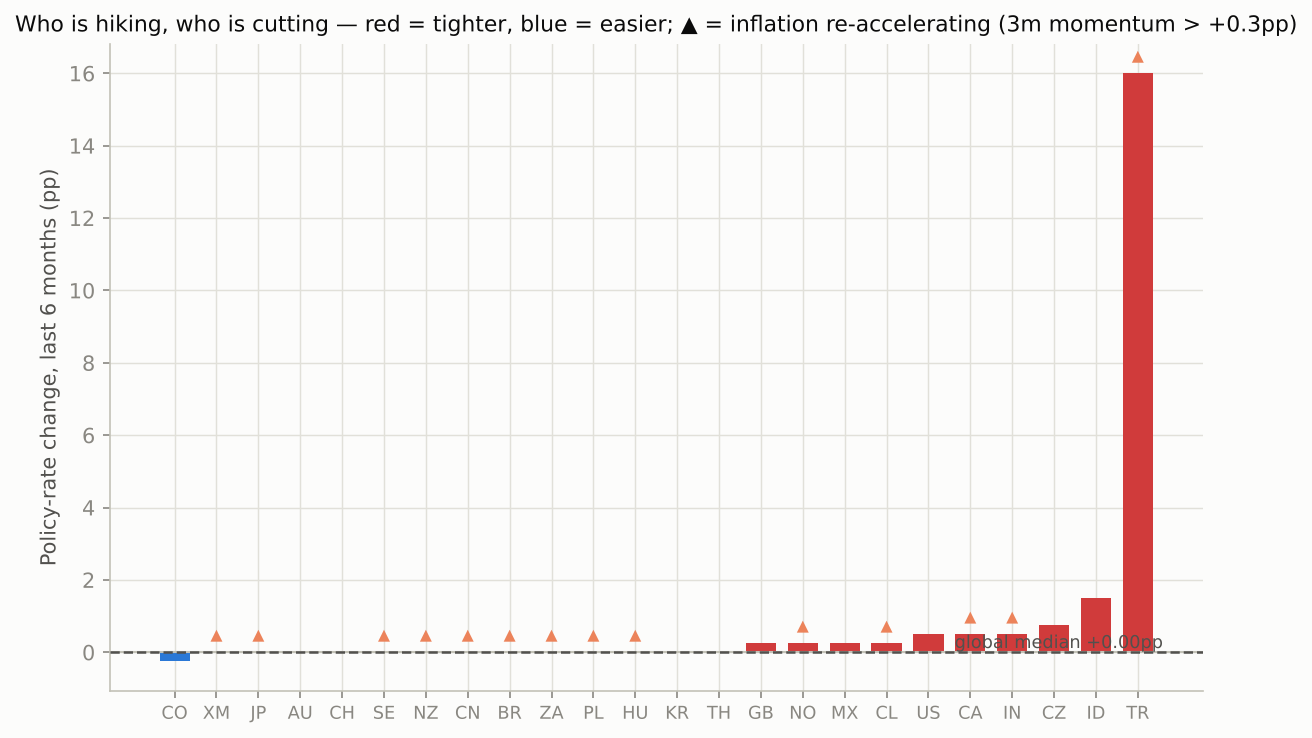 Who is hiking, who is cutting — red = tighter, blue = easier; ▲ = inflation re-accelerating (3m momentum > +0.3pp)
Policy-rate change, last 6 months (pp)
16
14
12
10
8
6
4
2
0
global median +0.00pp
CO XM JP AU CH SE NZ CN BR ZA PL HU KR TH GB NO MX CL US CA IN CZ ID TR